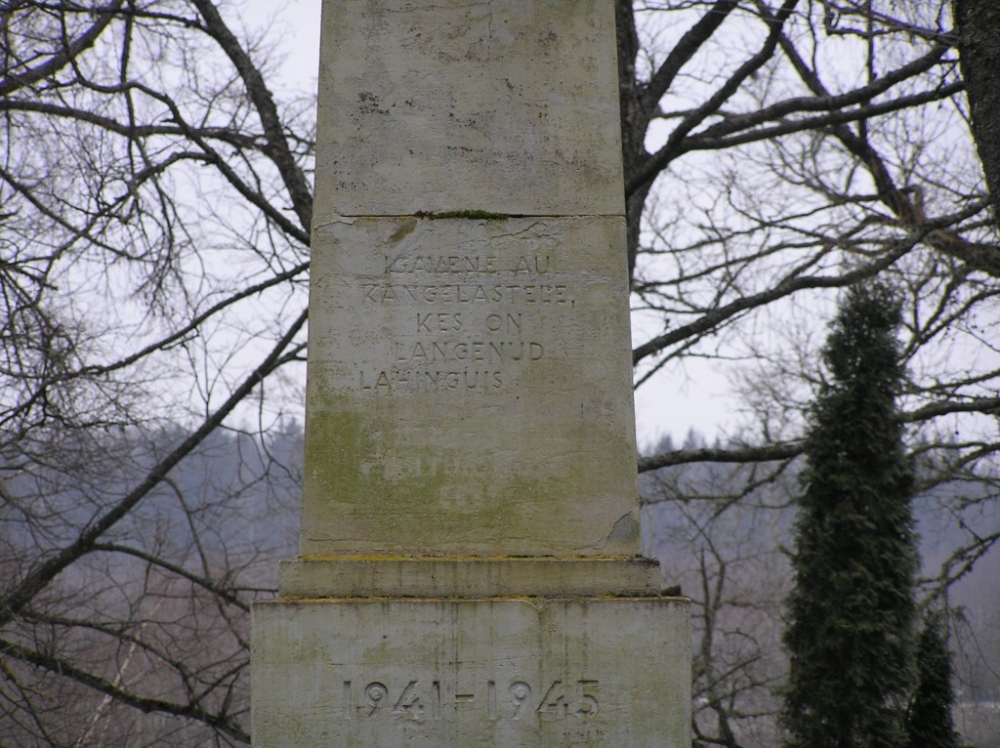 IGAVENE AU
KANGELASTELE,
KES ON
LANGENUD
LAHINGUIS
1941-1945